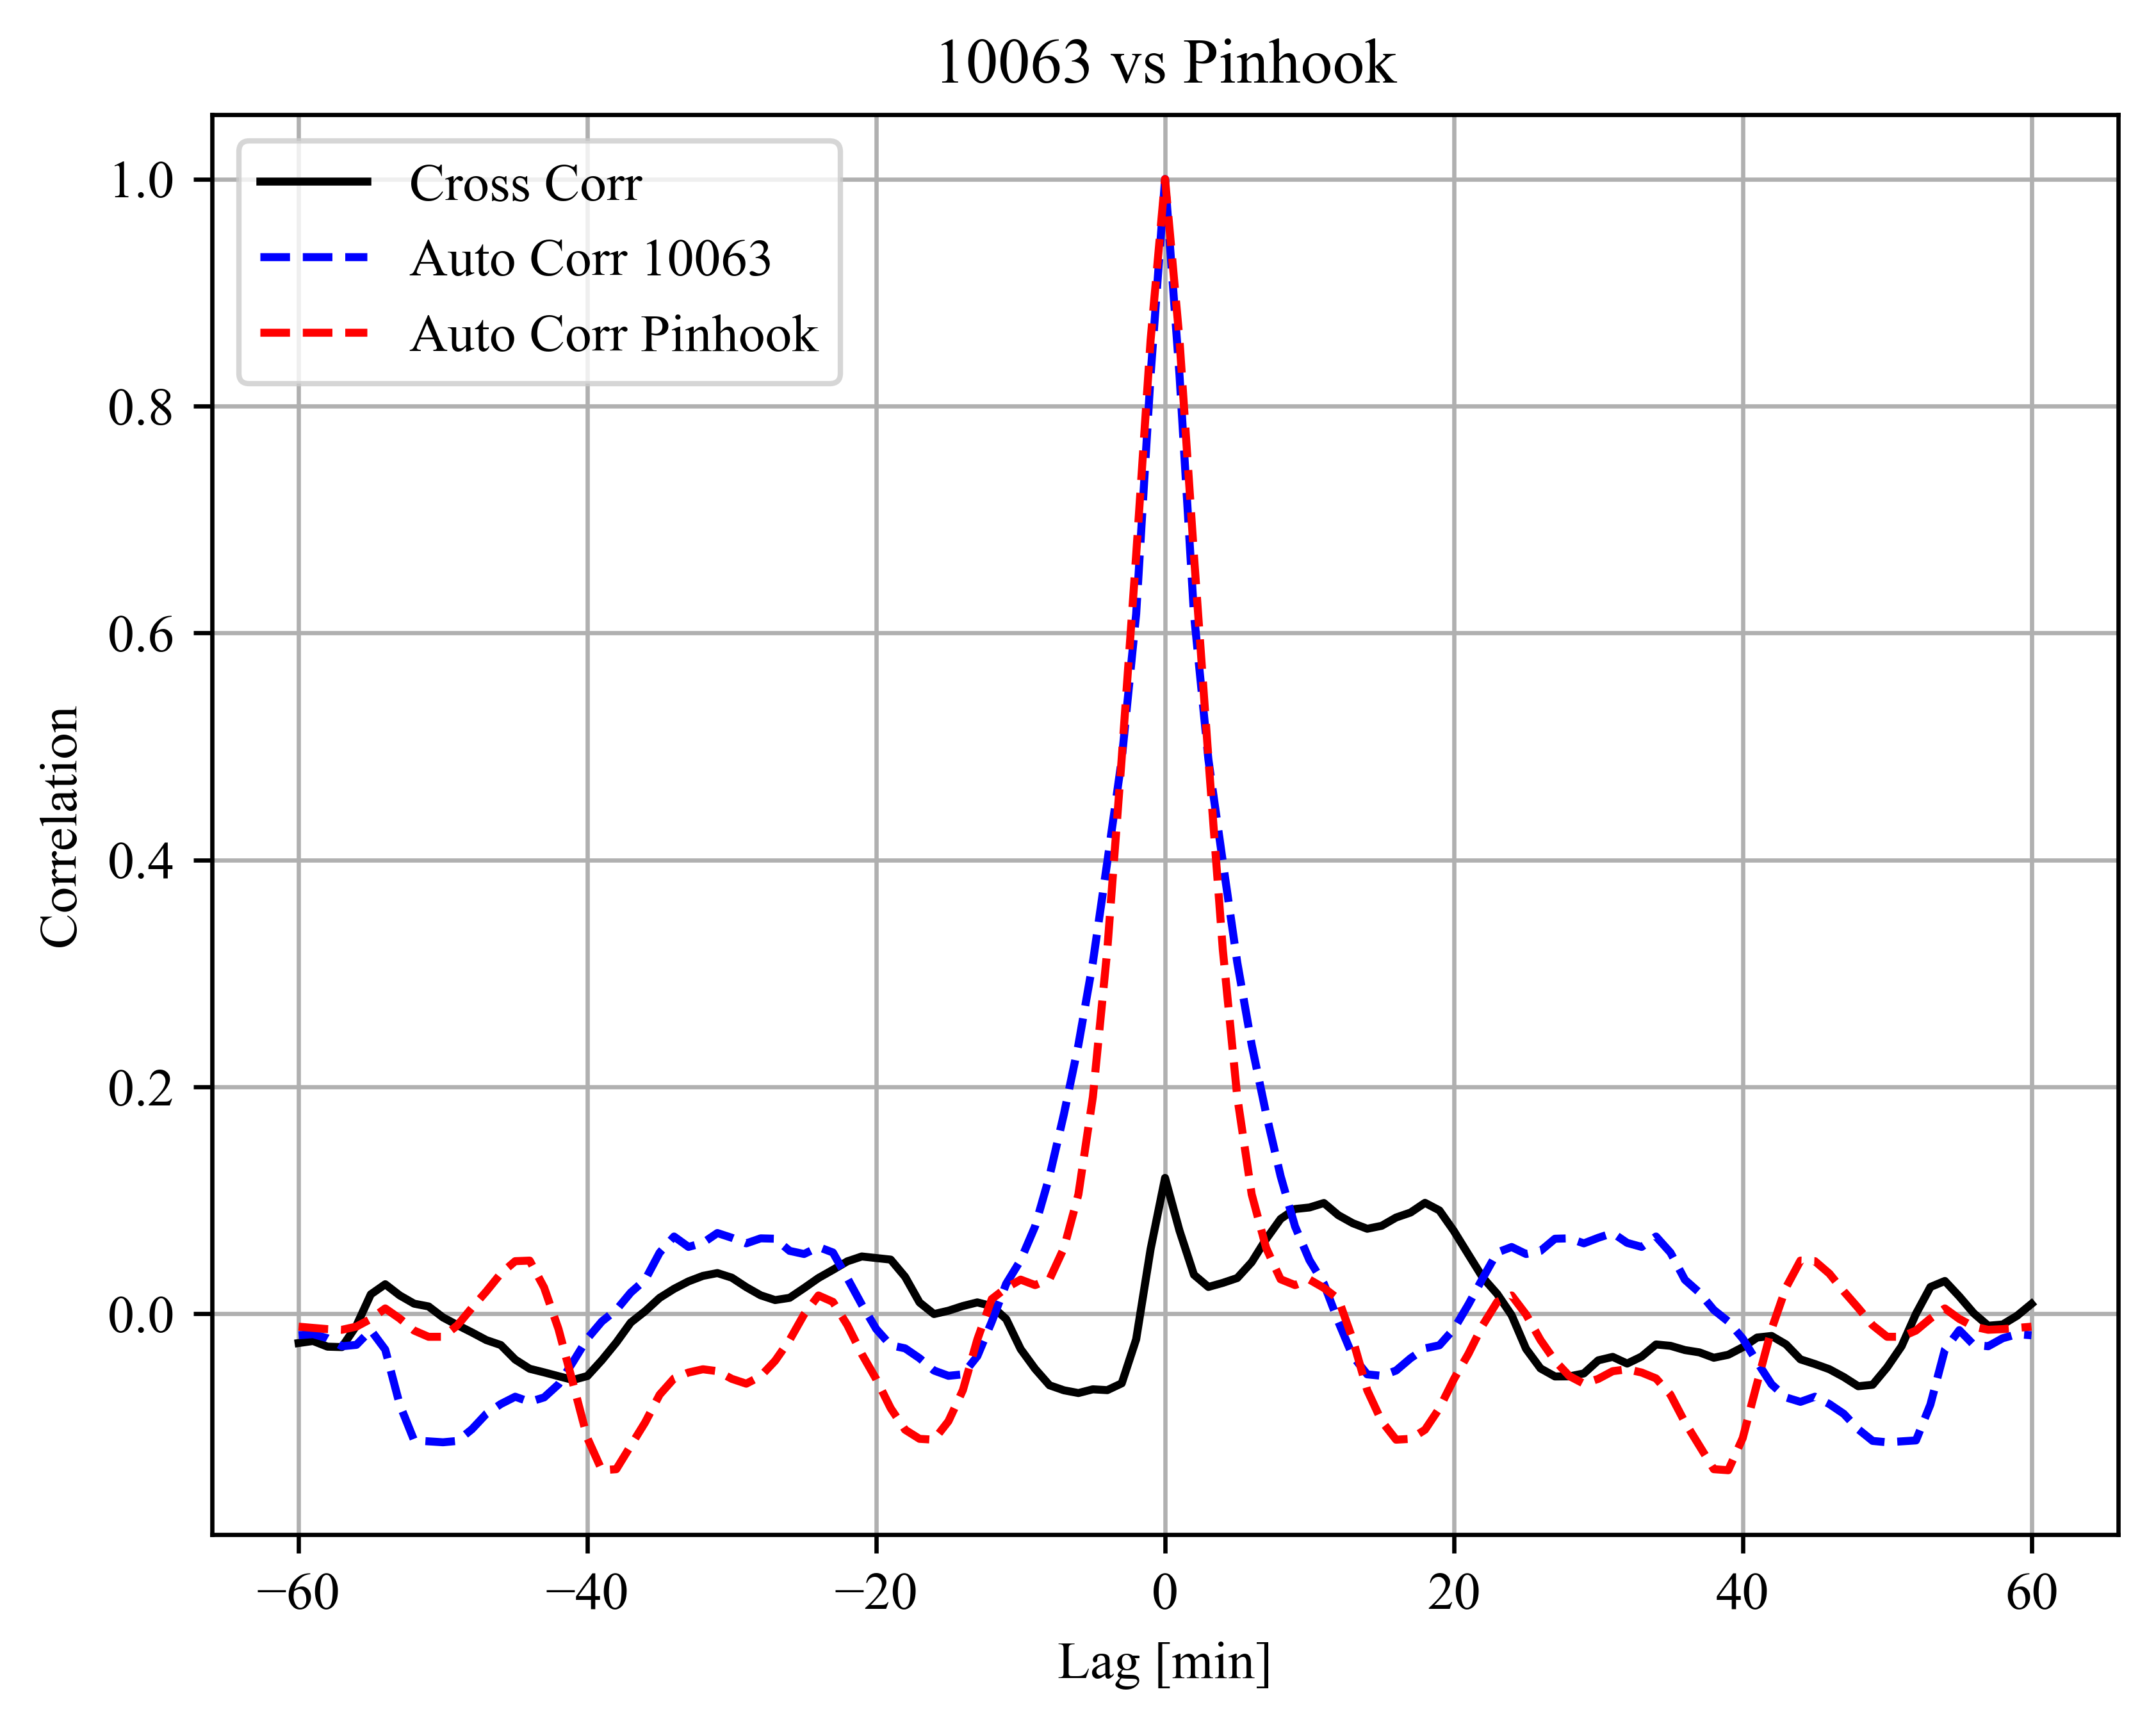 10063 vs Pinhook
Cross Corr
Auto Corr 10063
Auto Corr Pinhook
1.0
0.8
0.6
0.4
0.2
0.0
Correlation
−60 −40 −20 0 20 40 60
Lag [min]